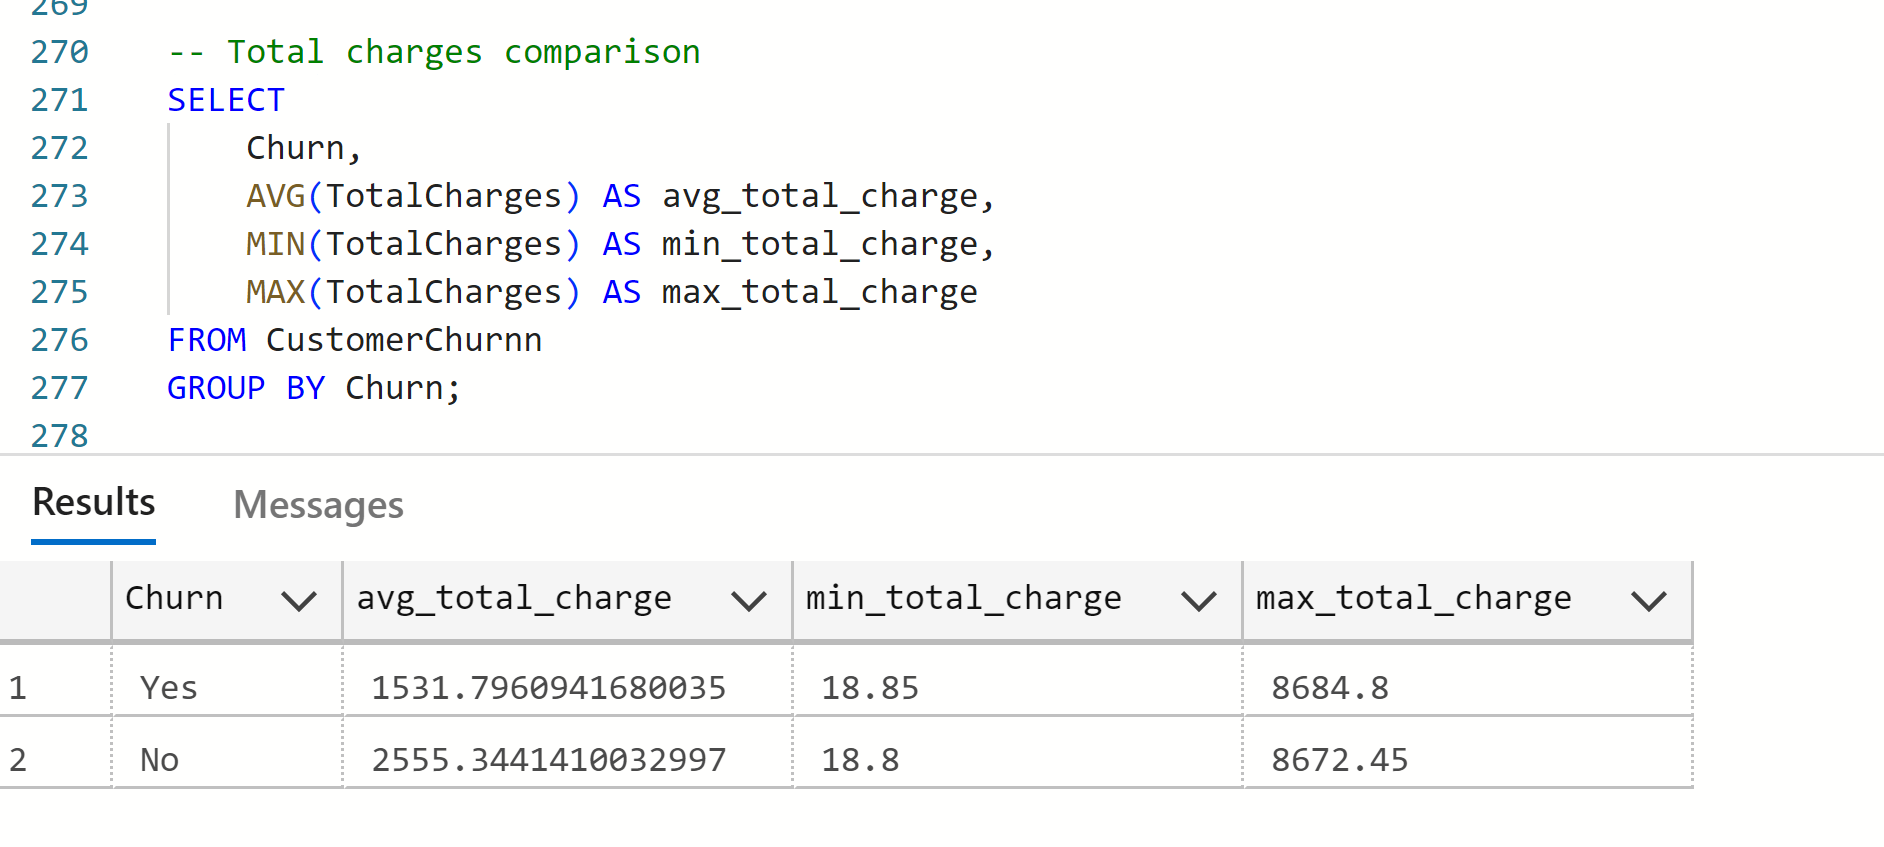 269
270 -- Total charges comparison
271 SELECT
272 Churn,
273 AVG(TotalCharges) AS avg_total_charge,
274 MIN(TotalCharges) AS min_total_charge,
275 MAX(TotalCharges) AS max_total_charge
276 FROM CustomerChurnn
277 GROUP BY Churn;
278
Results Messages
Churn avg_total_charge min_total_charge max_total_charge
1 Yes 1531.7960941680035 18.85 8684.8
2 No 2555.3441410032997 18.8 8672.45